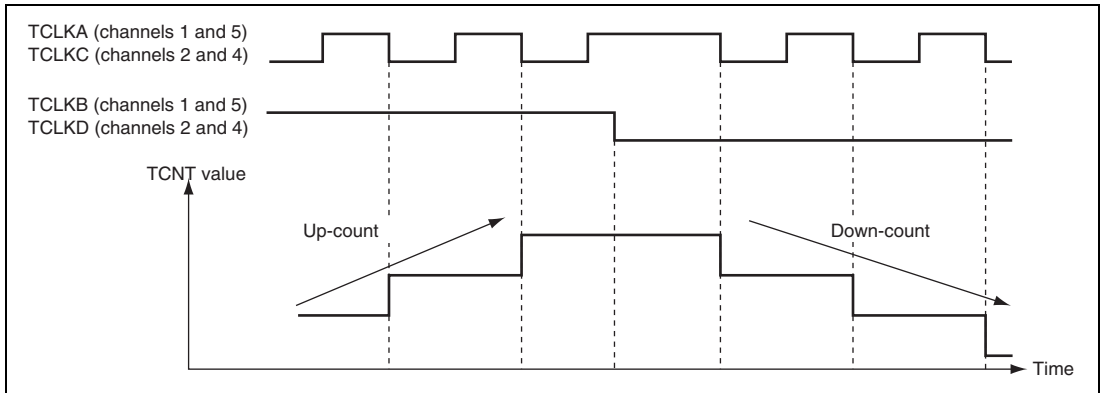 TCLKA (channels 1 and 5)
TCLKC (channels 2 and 4)
TCLKB (channels 1 and 5)
TCLKD (channels 2 and 4)
TCNT value
Up-count
Down-count
Time